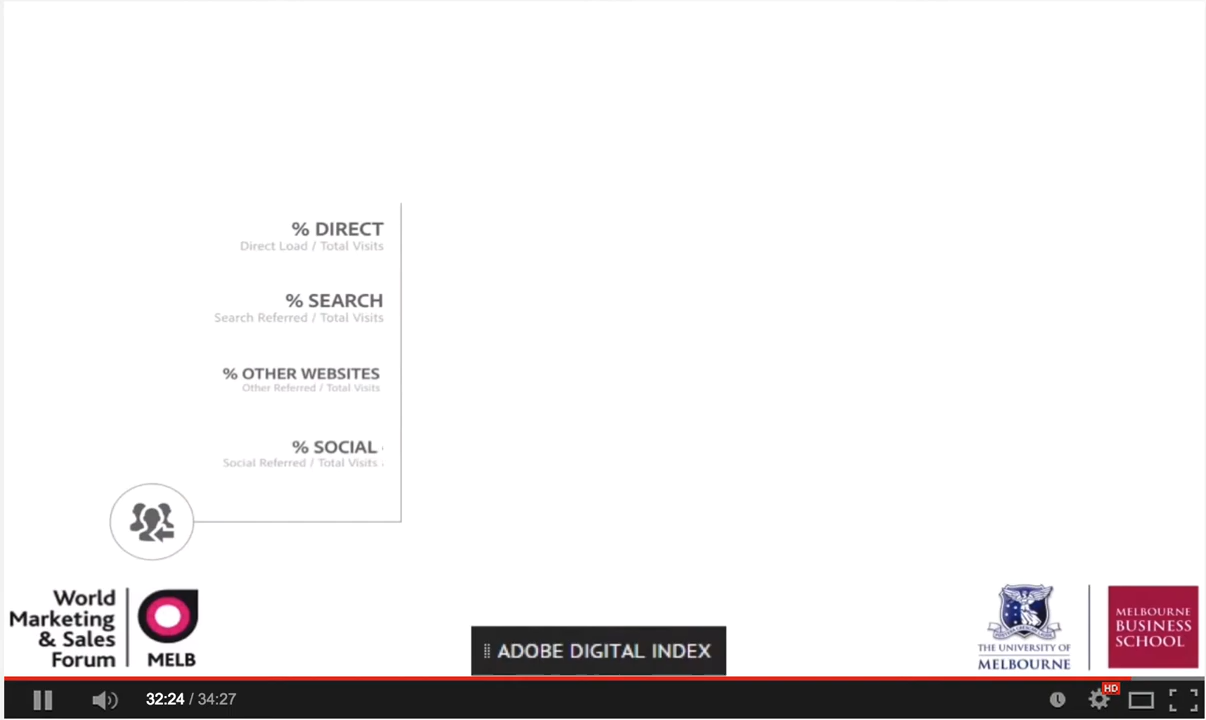 % DIRECT
Direct Load / Total Visits
% SEARCH
Search Referred / Total Visits
% OTHER WEBSITES
Other Referred / Total Visits
% SOCIAL
Social Referred / Total Visits
World
Marketing
& Sales
Forum
MELB
ADOBE DIGITAL INDEX
THE UNIVERSITY OF
MELBOURNE
MELBOURNE
BUSINESS
SCHOOL
32:24 / 34:27
HD